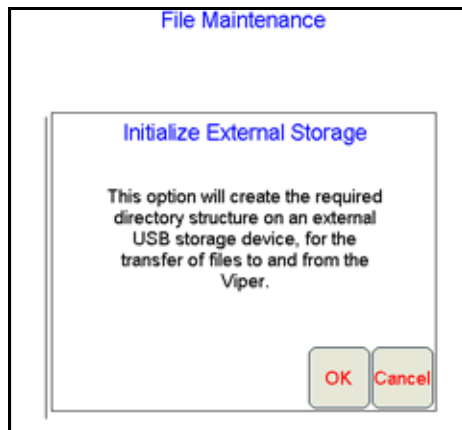 File Maintenance
Initialize External Storage
This option will create the required
directory structure on an external
USB storage device, for the
transfer of files to and from the
Viper.
OK Cancel